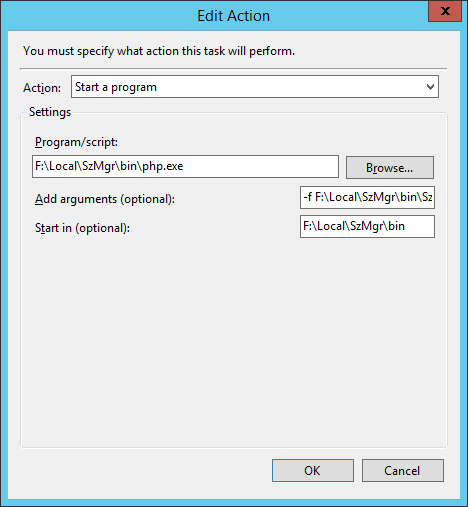 Edit Action
x
You must specify what action this task will perform.
Action: Start a program
Settings
Program/script:
F:\Local\SzMgr\bin\php.exe Browse...
Add arguments (optional): -f F:\Local\SzMgr\bin\Sz
Start in (optional): F:\Local\SzMgr\bin
OK Cancel